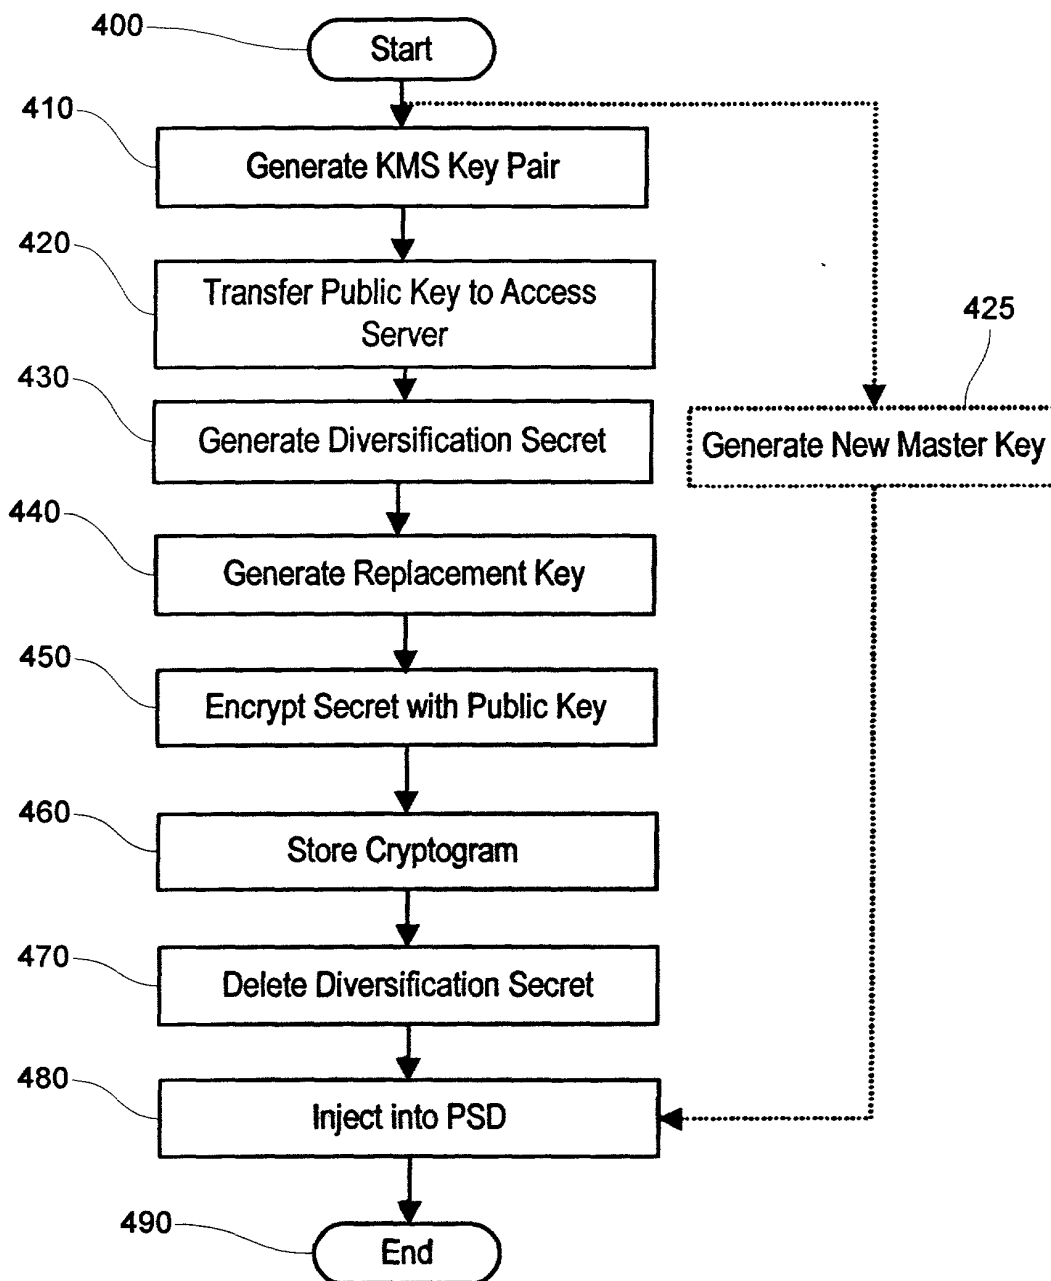 400
Start
410
Generate KMS Key Pair
420
Transfer Public Key to Access
Server
425
430
Generate Diversification Secret
Generate New Master Key
440
Generate Replacement Key
450
Encrypt Secret with Public Key
460
Store Cryptogram
470
Delete Diversification Secret
480
Inject into PSD
490
End